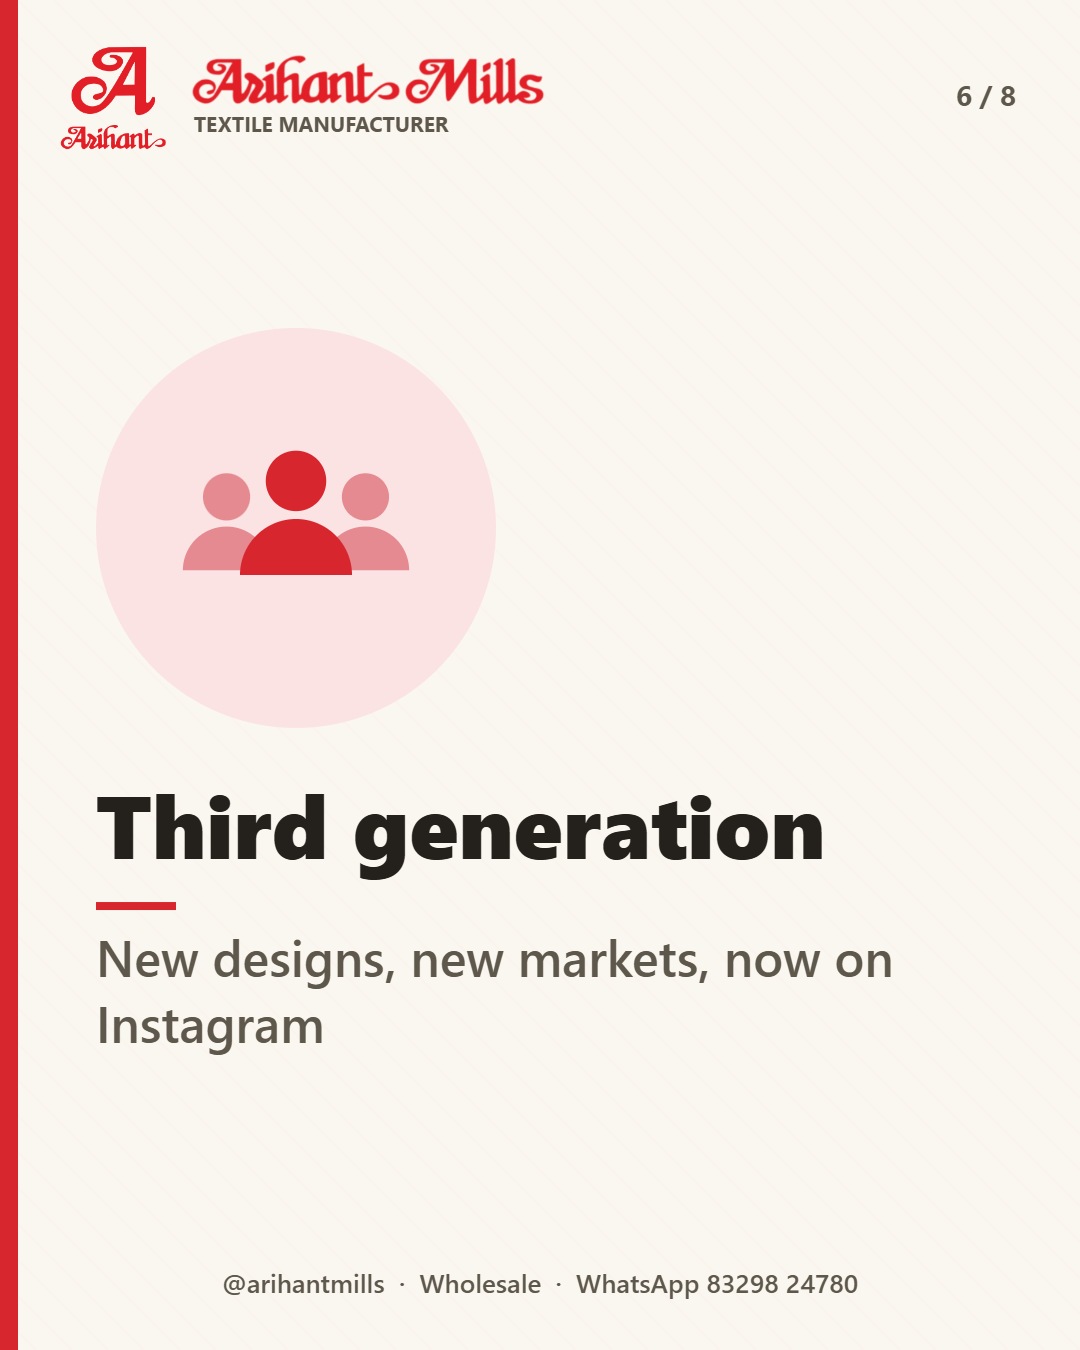 A
Arihant
Arihant Mills
TEXTILE MANUFACTURER
6 / 8
Third generation
New designs, new markets, now on
Instagram
@arihantmills · Wholesale · WhatsApp 83298 24780